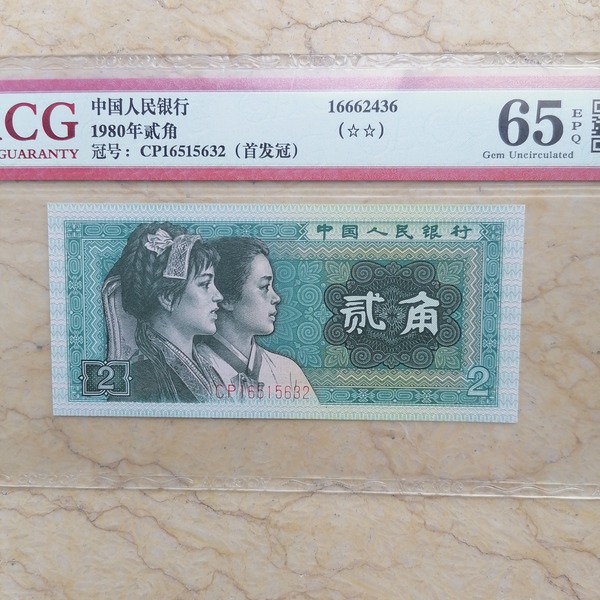 CG
GUARANTY
中国人民银行
1980年贰角
冠号：CP16515632（首发冠）
16662436
(☆☆)
65
EPQ
Gem Uncirculated
中国人民银行
贰角
2
CP16515632
2